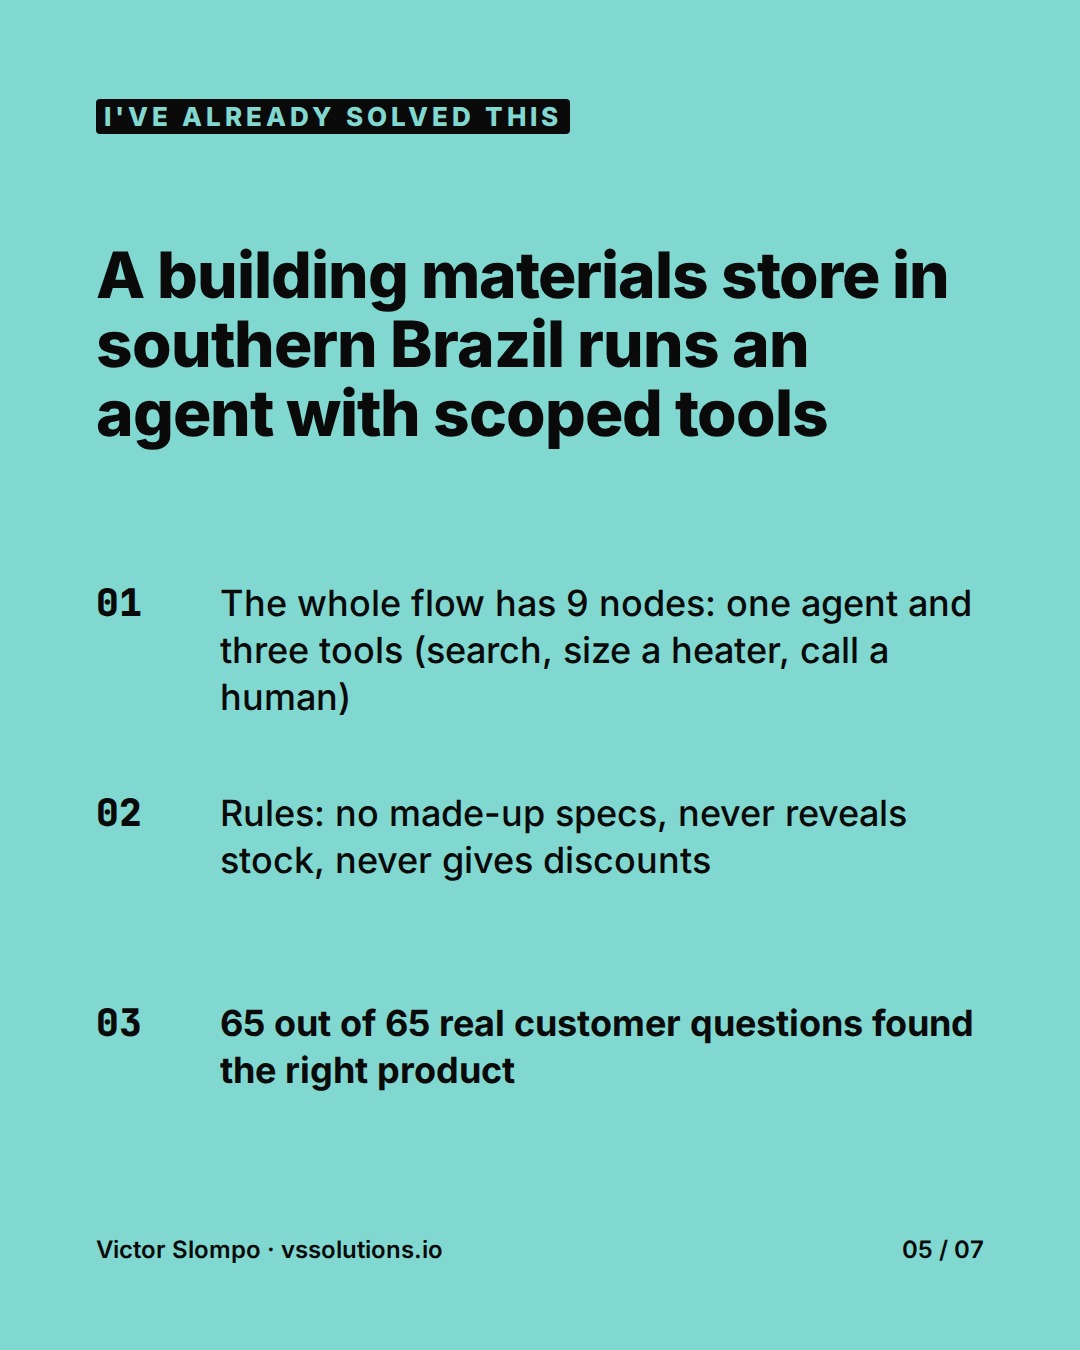 I'VE ALREADY SOLVED THIS
A building materials store in
southern Brazil runs an
agent with scoped tools
01 The whole flow has 9 nodes: one agent and
three tools (search, size a heater, call a
human)
02 Rules: no made-up specs, never reveals
stock, never gives discounts
03 65 out of 65 real customer questions found
the right product
Victor Slompo · vssolutions.io 05 / 07